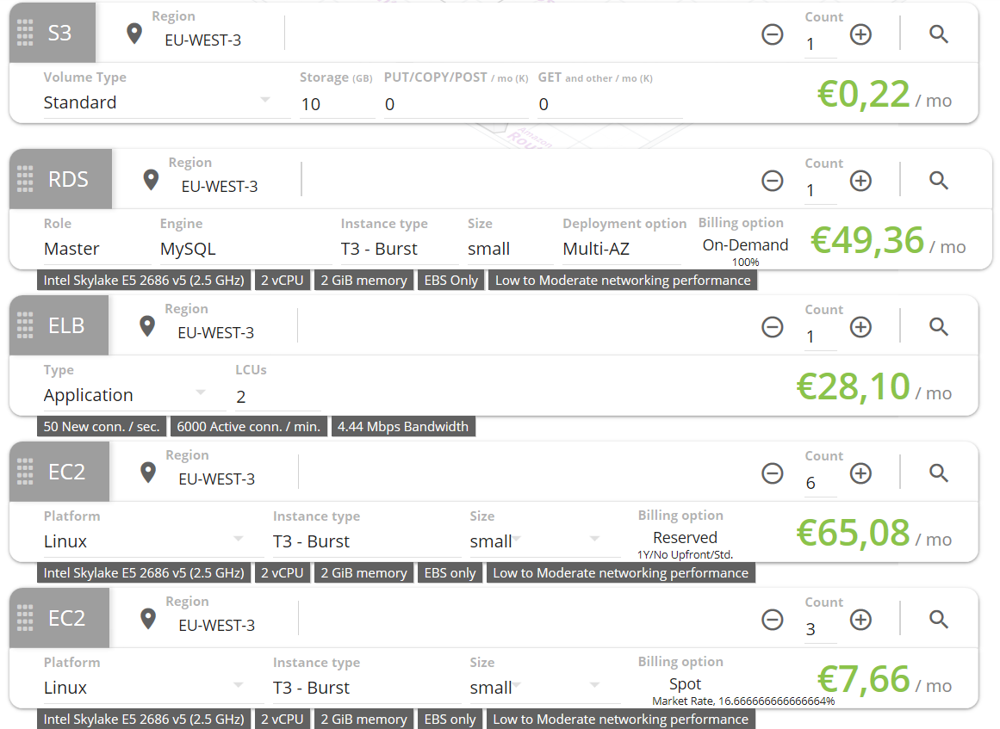 S3
Region
EU-WEST-3
Count
1
Volume Type
Storage (GB)
PUT/COPY/POST / mo (K)
GET and other / mo (K)
Standard
10
0
0
€0,22 / mo
Amazon
RDS
Region
EU-WEST-3
Count
1
Role
Engine
Instance type
Size
Deployment option
Billing option
Master
MySQL
T3 - Burst
small
Multi-AZ
On-Demand
100%
€49,36 / mo
Intel Skylake E5 2686 v5 (2.5 GHz)
2 vCPU
2 GiB memory
EBS Only
Low to Moderate networking performance
ELB
Region
EU-WEST-3
Count
1
Type
LCUs
Application
2
€28,10 / mo
50 New conn. / sec.
6000 Active conn. / min.
4.44 Mbps Bandwidth
EC2
Region
EU-WEST-3
Count
6
Platform
Instance type
Size
Billing option
Linux
T3 - Burst
small
Reserved
1Y/No Upfront/Std.
€65,08 / mo
Intel Skylake E5 2686 v5 (2.5 GHz)
2 vCPU
2 GiB memory
EBS only
Low to Moderate networking performance
EC2
Region
EU-WEST-3
Count
3
Platform
Instance type
Size
Billing option
Linux
T3 - Burst
small
Spot
Market Rate, 16.666666666666664%
€7,66 / mo
Intel Skylake E5 2686 v5 (2.5 GHz)
2 vCPU
2 GiB memory
EBS only
Low to Moderate networking performance